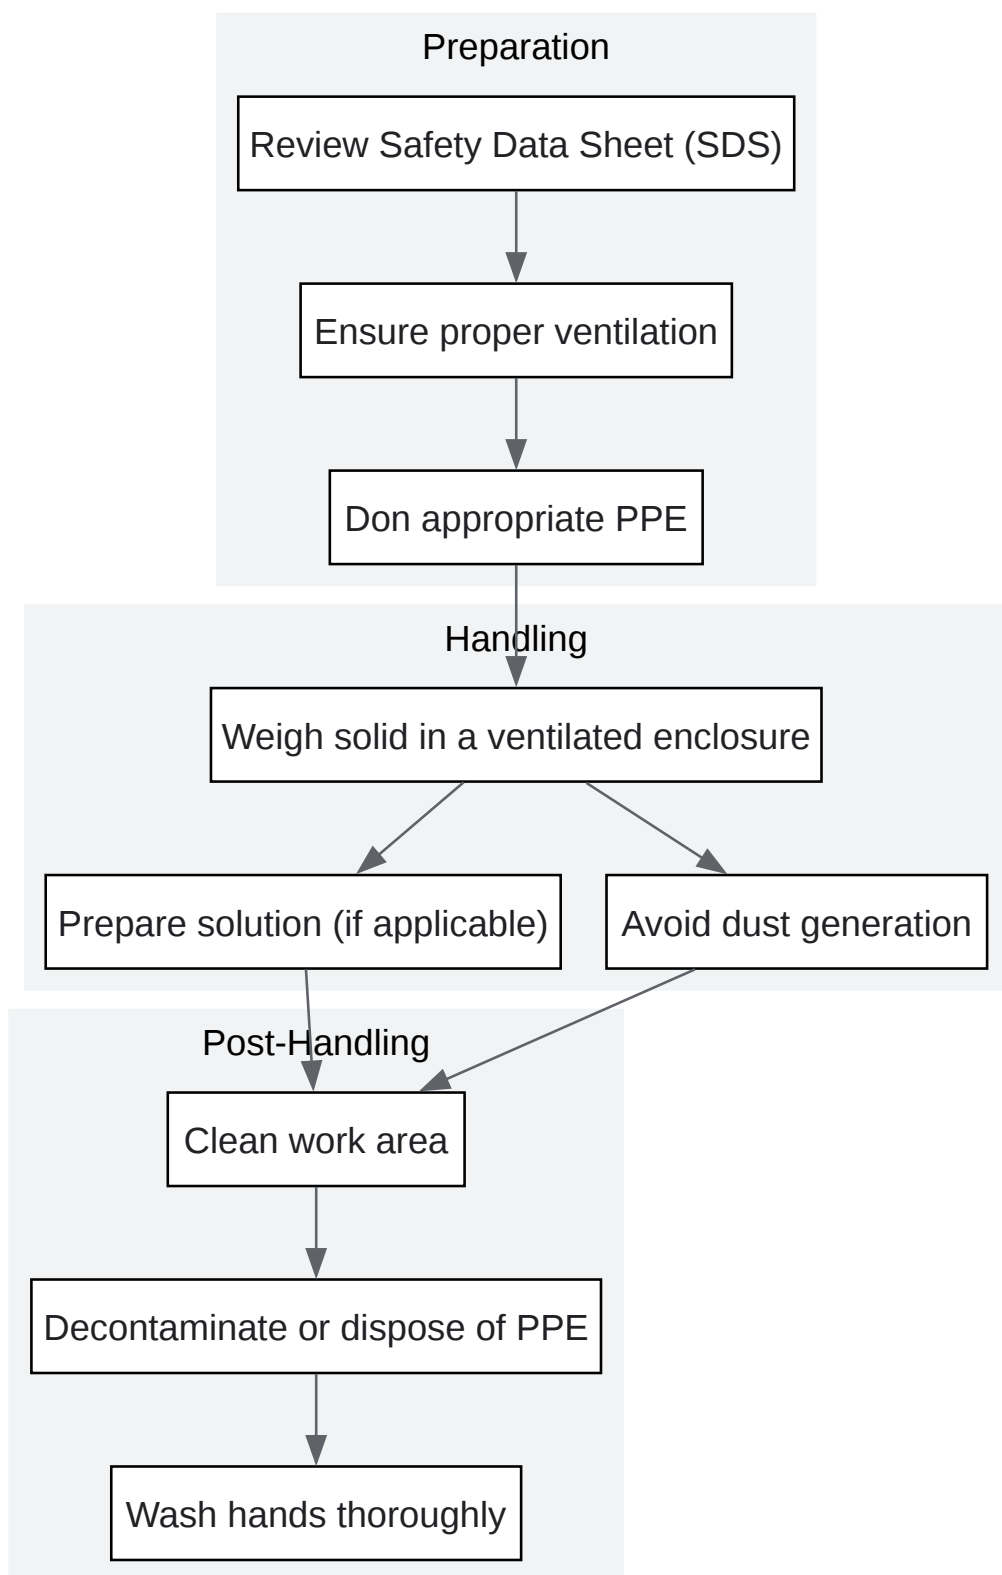 Preparation
Review Safety Data Sheet (SDS)
Ensure proper ventilation
Don appropriate PPE
Handling
Weigh solid in a ventilated enclosure
Prepare solution (if applicable)
Avoid dust generation
Post-Handling
Clean work area
Decontaminate or dispose of PPE
Wash hands thoroughly